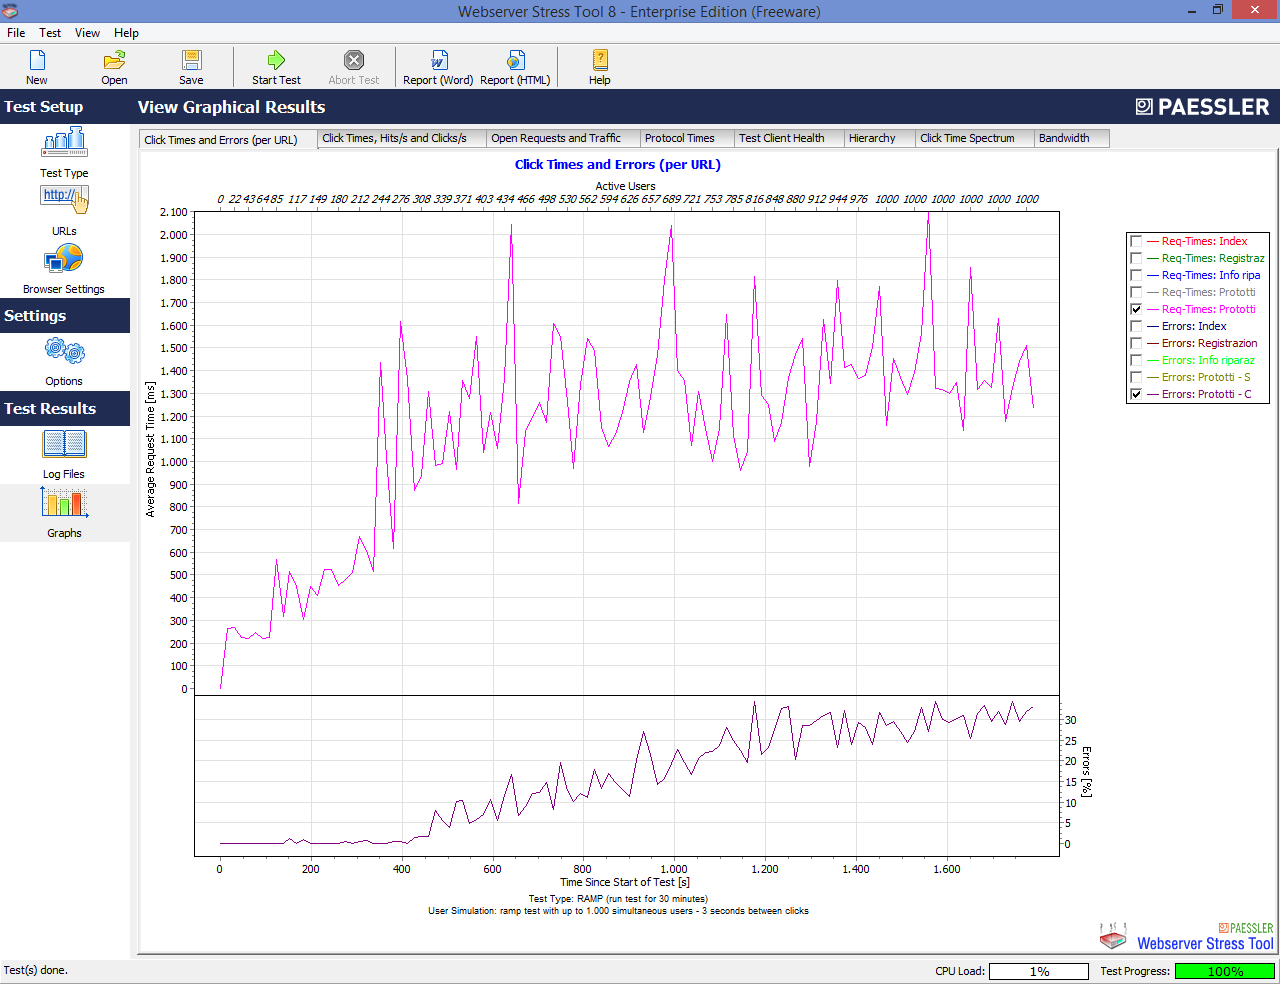 Webserver Stress Tool 8 - Enterprise Edition (Freeware)
File Test View Help
New Open Save Start Test Abort Test Report (Word) Report (HTML) Help
Test Setup
View Graphical Results
PAESSLER
Test Type
http://
URLs
Browser Settings
Settings
Options
Test Results
Log Files
Graphs
Click Times and Errors (per URL) Click Times, Hits/s and Clicks/s Open Requests and Traffic Protocol Times Test Client Health Hierarchy Click Time Spectrum Bandwidth
Click Times and Errors (per URL)
Active Users
0 22 43 64 85 117 149 180 212 244 276 308 339 371 403 434 466 498 530 562 594 626 657 689 721 753 785 816 848 880 912 944 976 1000 1000 1000 1000 1000 1000
2.100
2.000
1.900
1.800
1.700
1.600
1.500
1.400
1.300
1.200
1.100
1.000
900
800
700
600
500
400
300
200
100
0
Average Request Time [ms]
30
25
20
15
10
5
0
Errors [%]
0 200 400 600 800 1.000 1.200 1.400 1.600
Time Since Start of Test [s]
Test Type: RAMP (run test for 30 minutes)
User Simulation: ramp test with up to 1.000 simultaneous users - 3 seconds between clicks
Req-Times: Index
Req-Times: Registraz
Req-Times: Info ripa
Req-Times: Prototti
Req-Times: Prototti
Errors: Index
Errors: Registrazion
Errors: Info riparaz
Errors: Prototti - S
Errors: Prototti - C
PAESSLER
Webserver Stress Tool
Test(s) done.
CPU Load: 1% Test Progress: 100%